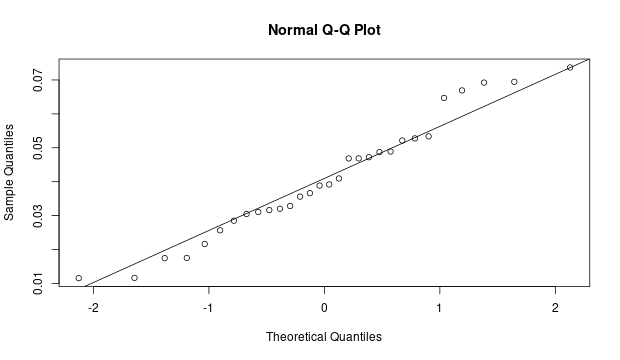 Normal Q-Q Plot
Sample Quantiles
0.07
0.05
0.03
0.01
-2 -1 0 1 2
Theoretical Quantiles